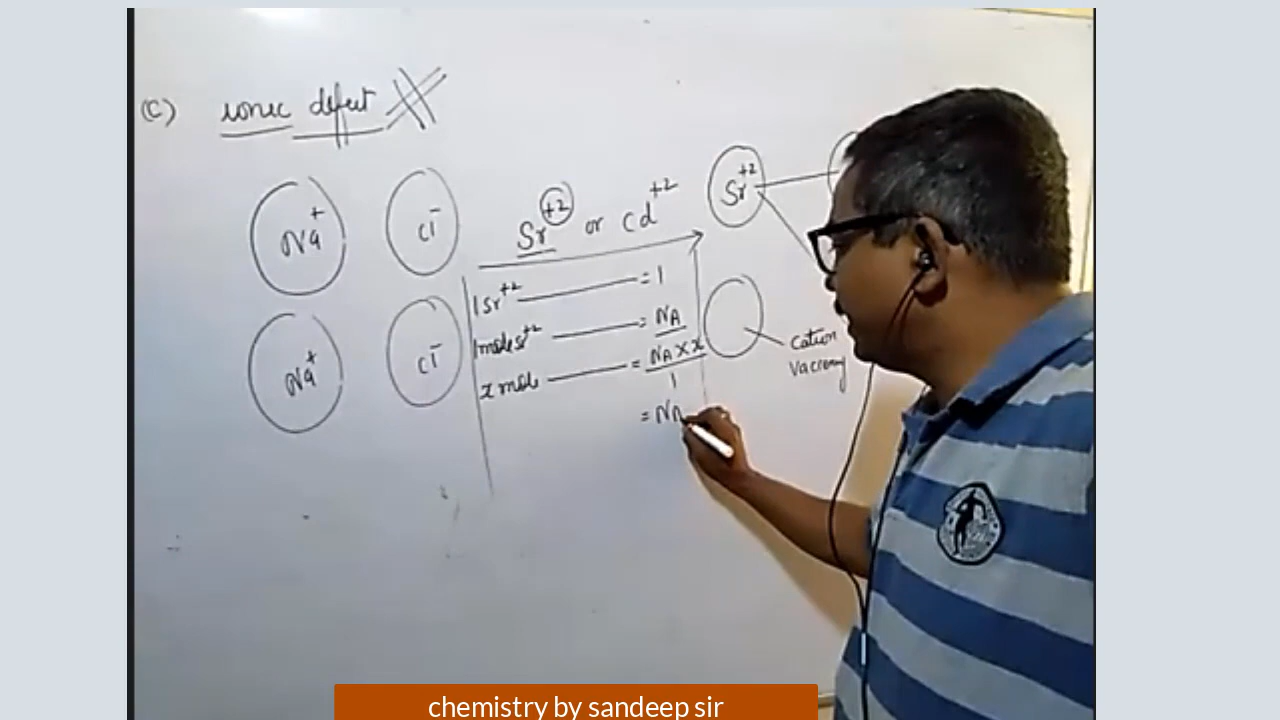 (C) ionic defect
Na+ Cl-
Na+ Cl-
Sr+2 or Cd+2
1 Sr+2 = 1
1 mole Sr+2 = NA
x mole = NA × x
1
= NA
Sr+2
cation
vacancy
chemistry by sandeep sir